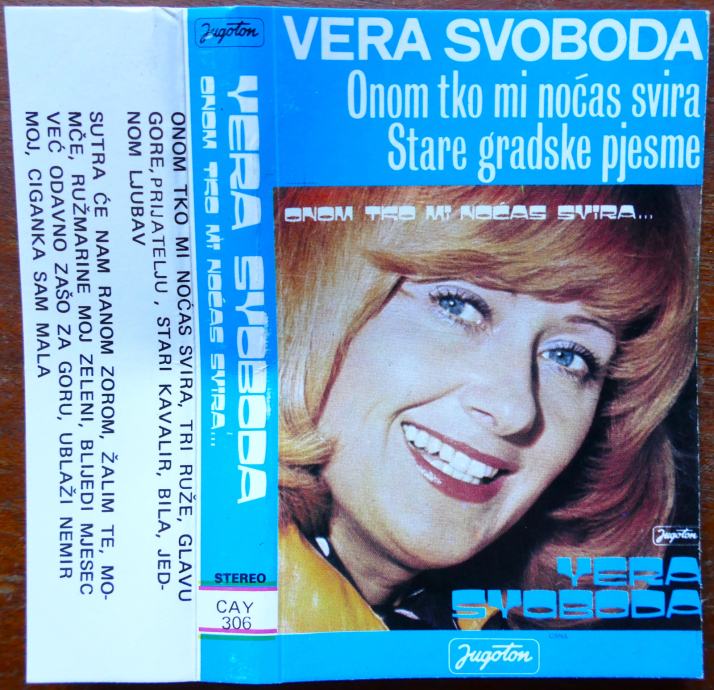 VERA SVOBODA
Onom tko mi noćas svira
Stare gradske pjesme
ONOM TKO MI NOĆAS SVIRA...
Jugoton
VERA
SVOBODA
Jugoton
Jugoton
VERA SVOBODA
ONOM TKO MI NOĆAS SVIRA...
STEREO
CAY
306
ONOM TKO MI NOĆAS SVIRA, TRI RUŽE, GLAVU
GORE, PRIJATELJU , STARI KAVALIR, BILA, JED-
NOM LJUBAV
SUTRA ĆE NAM RANOM ZOROM, ŽALIM TE, MO-
MČE, RUŽMARINE MOJ ZELENI, BLIJEDI MJESEC
VEĆ ODAVNO ZAŠO ZA GORU, UBLAŽI NEMIR
MOJ, CIGANKA SAM MALA